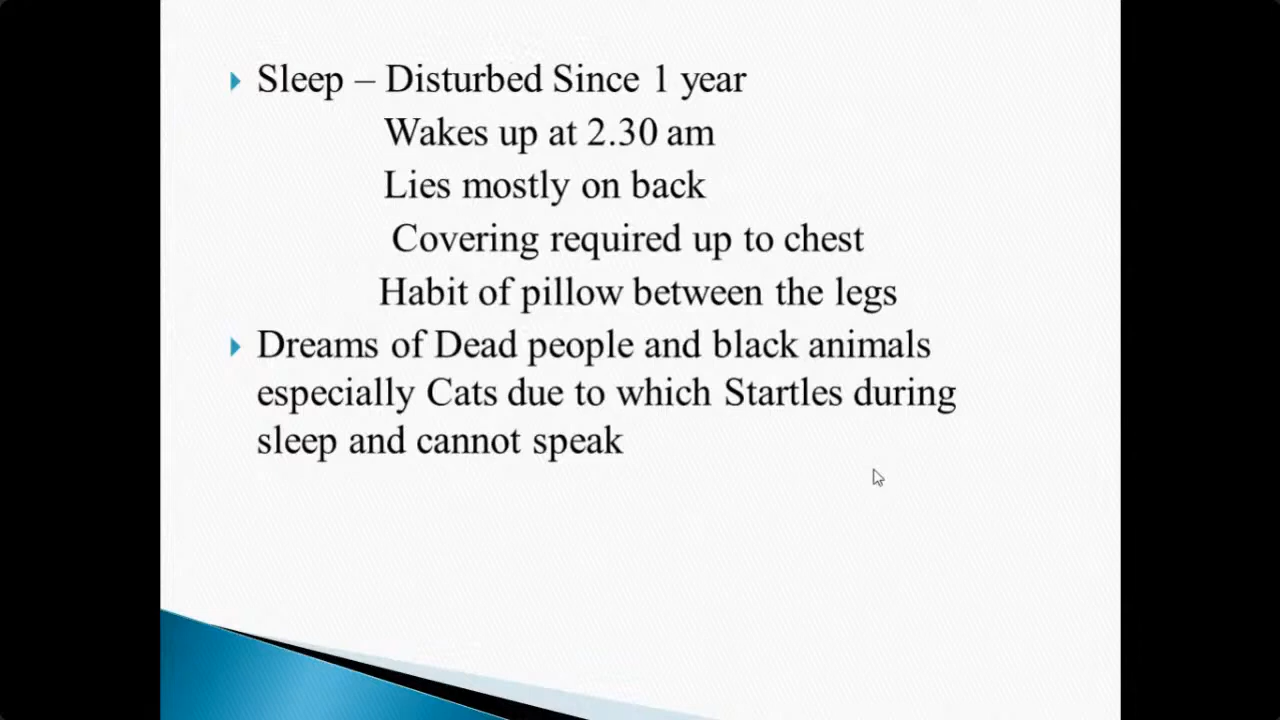 Sleep – Disturbed Since 1 year
Wakes up at 2.30 am
Lies mostly on back
Covering required up to chest
Habit of pillow between the legs
Dreams of Dead people and black animals
especially Cats due to which Startles during
sleep and cannot speak